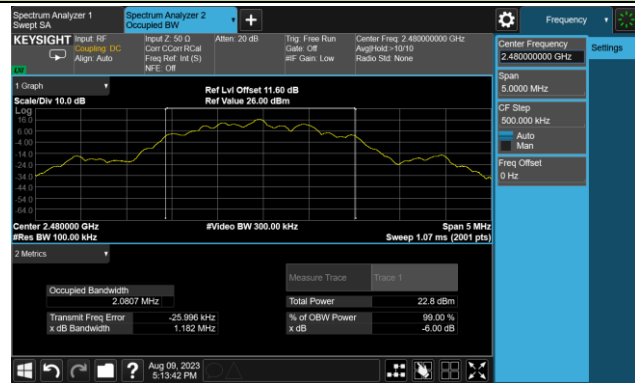 Spectrum Analyzer 1
Swept SA
Spectrum Analyzer 2
Occupied BW
+
Frequency
KEYSIGHT
Input: RF
Coupling: DC
Align: Auto
Input Z: 50 Ω
Corr CCorr RCal
Freq Ref: Int (S)
NFE: Off
Atten: 20 dB
Trig: Free Run
Gate: Off
#IF Gain: Low
Center Freq: 2.480000000 GHz
Avg|Hold:>10/10
Radio Std: None
Center Frequency
2.480000000 GHz
Settings
Span
5.0000 MHz
CF Step
500.000 kHz
Auto
Man
Freq Offset
0 Hz
1 Graph
Scale/Div 10.0 dB
Ref Lvl Offset 11.60 dB
Ref Value 26.00 dBm
Log
16.0
6.00
-4.00
-14.0
-24.0
-34.0
-44.0
-54.0
-64.0
Center 2.480000 GHz
#Res BW 100.00 kHz
#Video BW 300.00 kHz
Span 5 MHz
Sweep 1.07 ms (2001 pts)
2 Metrics
Measure Trace
Trace 1
Occupied Bandwidth
2.0807 MHz
Total Power
22.8 dBm
Transmit Freq Error
-25.996 kHz
% of OBW Power
99.00 %
x dB Bandwidth
1.182 MHz
x dB
-6.00 dB
?
Aug 09, 2023
5:13:42 PM